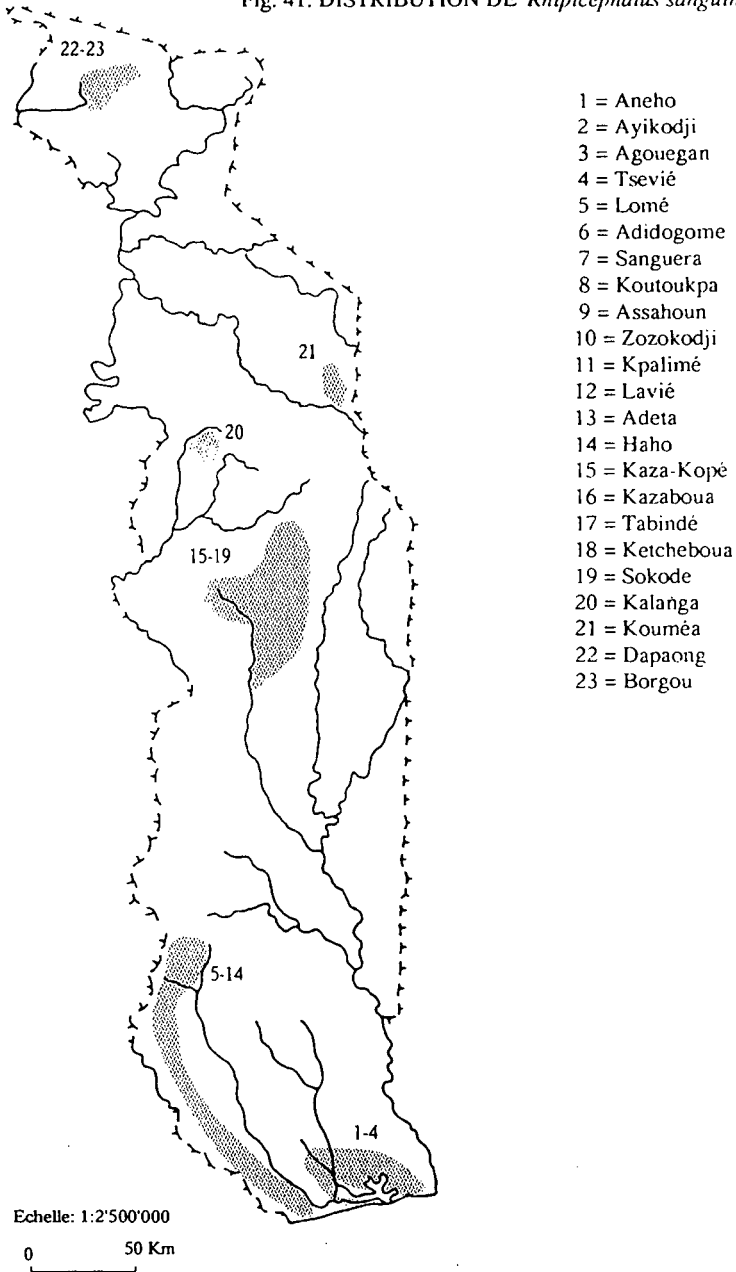 Fig. 41: DISTRIBUTION DE Rhipicephalus
22-23
21
20
15-19
5-14
1-4
1 = Aneho
2 = Ayikodji
3 = Agouegan
4 = Tsevié
5 = Lomé
6 = Adidogome
7 = Sanguera
8 = Koutoukpa
9 = Assahoun
10 = Zozokodji
11 = Kpalimé
12 = Lavié
13 = Adeta
14 = Haho
15 = Kaza-Kopé
16 = Kazaboua
17 = Tabindé
18 = Ketcheboua
19 = Sokode
20 = Kalanga
21 = Kouméa
22 = Dapaong
23 = Borgou
Echelle: 1:2'500'000
0 50 Km